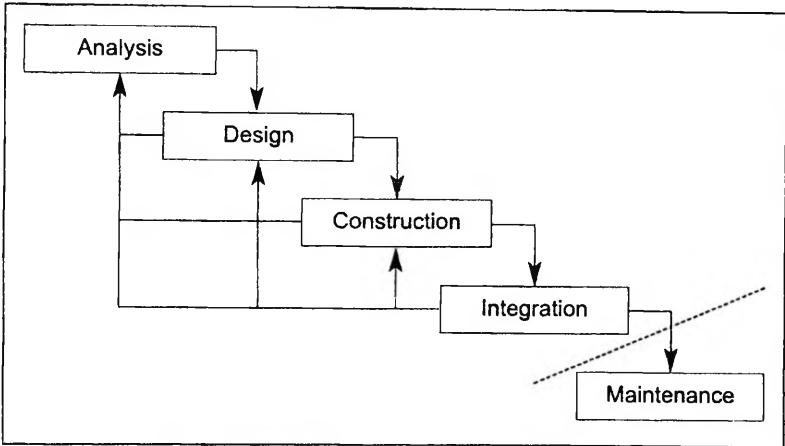 Analysis
Design
Construction
Integration
Maintenance